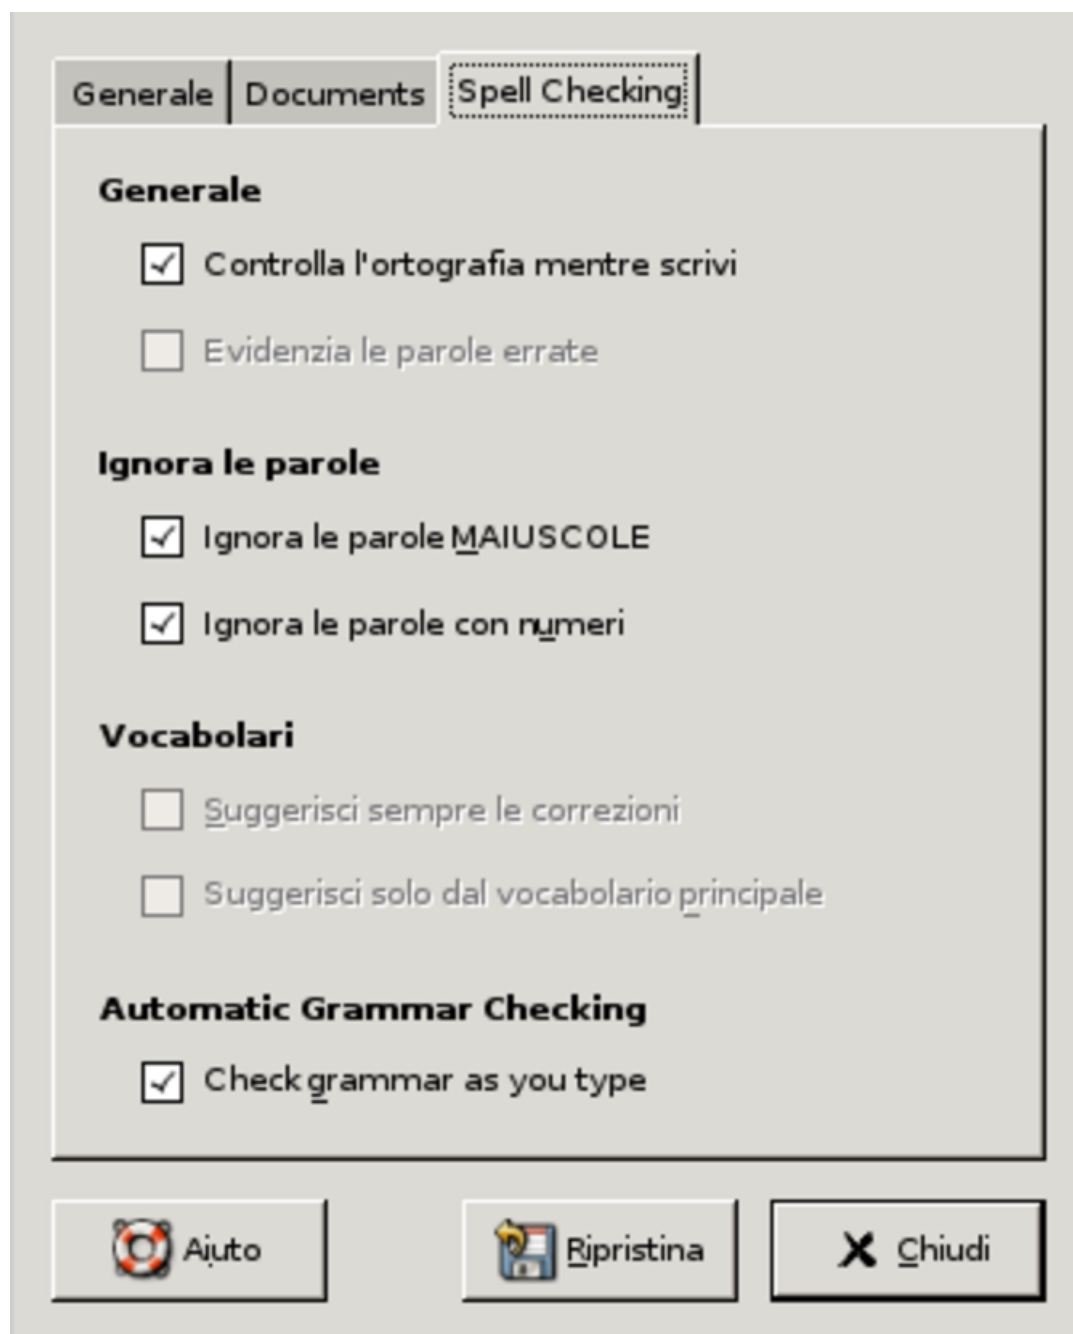 Generale Documents Spell Checking
Generale
Controlla l'ortografia mentre scrivi
Evidenzia le parole errate
Ignora le parole
Ignora le parole MAIUSCOLE
Ignora le parole con numeri
Vocabolari
Suggerisci sempre le correzioni
Suggerisci solo dal vocabolario principale
Automatic Grammar Checking
Check grammar as you type
Aiuto Ripristina Chiudi